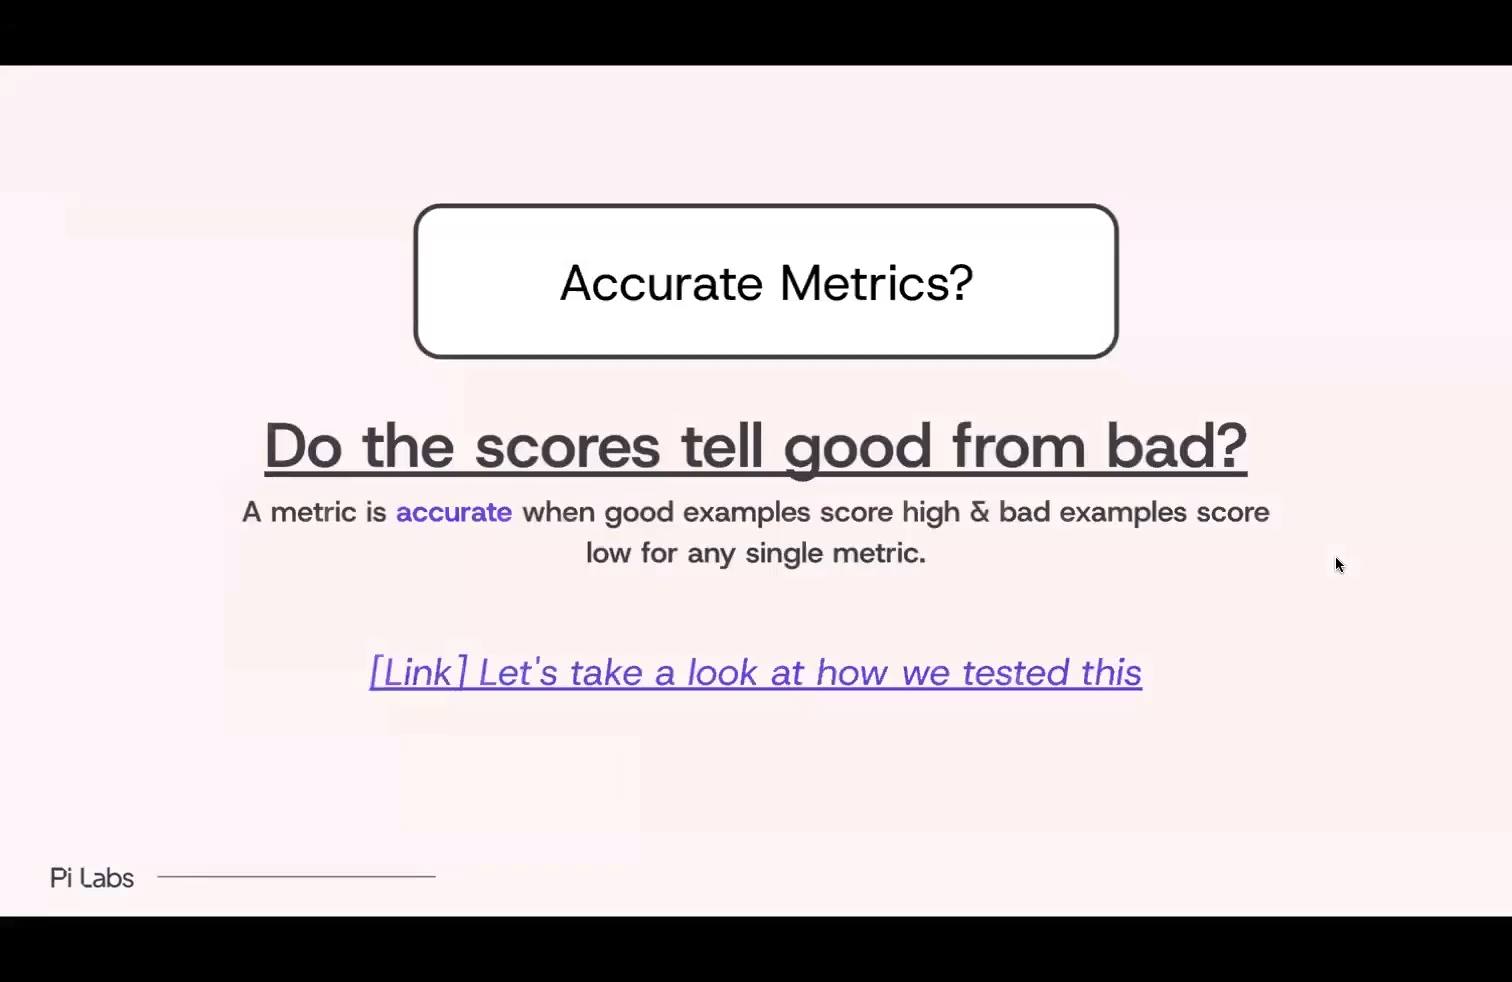 Accurate Metrics?
Do the scores tell good from bad?
A metric is accurate when good examples score high & bad examples score
low for any single metric.
[Link] Let's take a look at how we tested this
Pi Labs